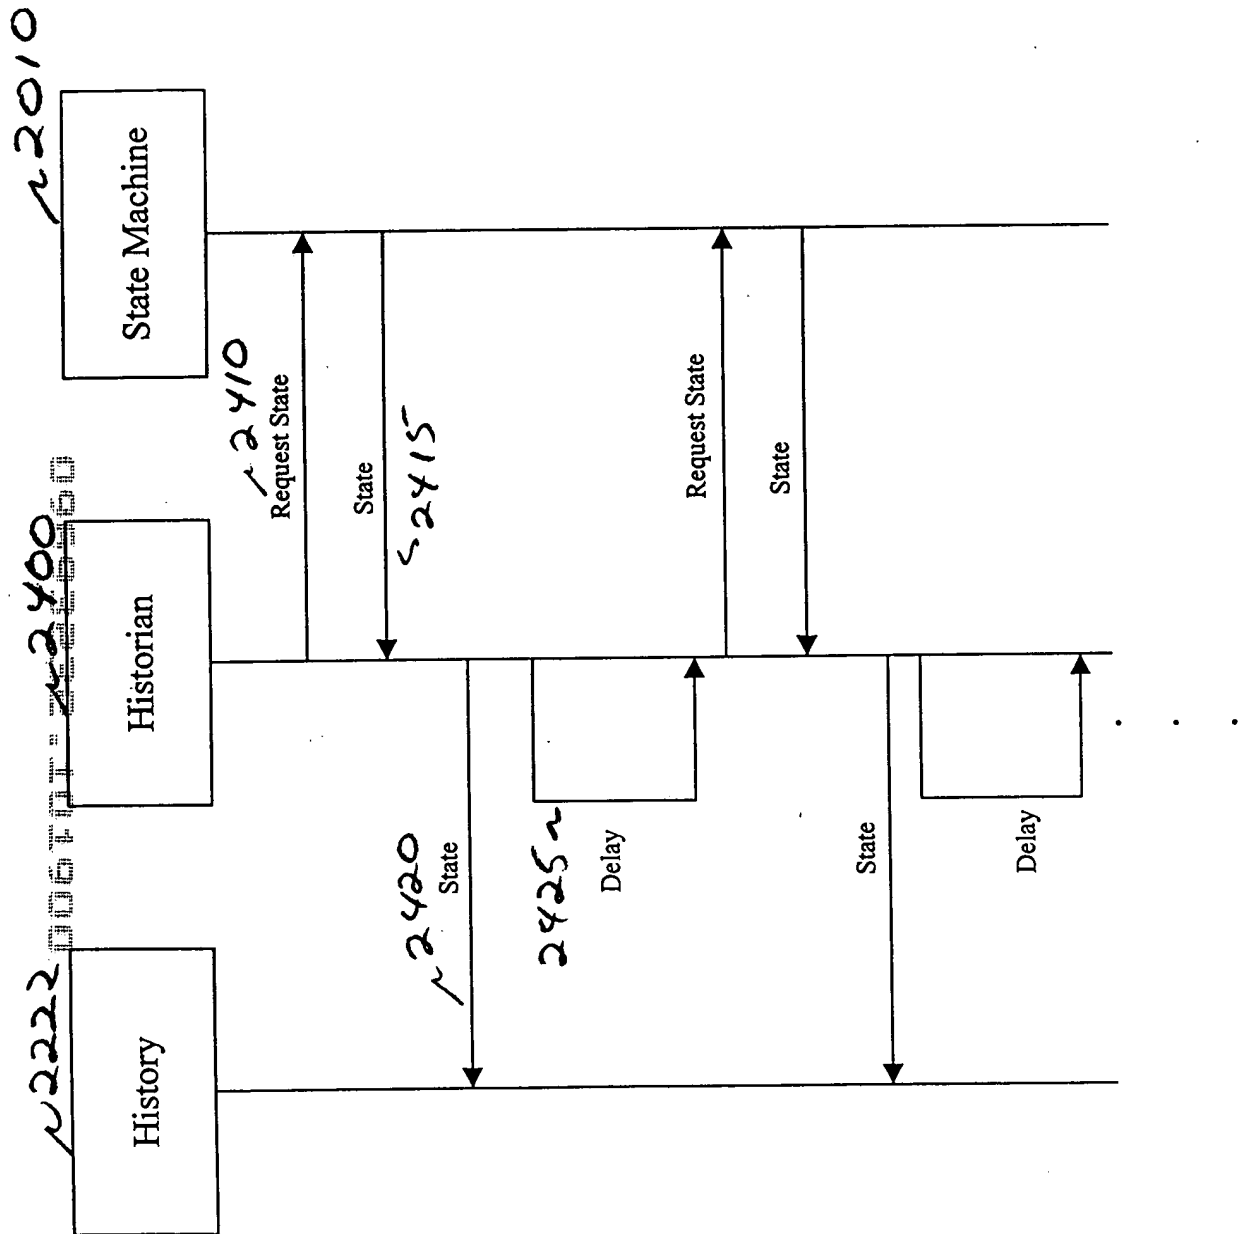 ~2222
History
~2400
Historian
~2010
State Machine
~2410
Request State
State
~2415
~2420
State
2425~
Delay
Request State
State
State
Delay
. . .